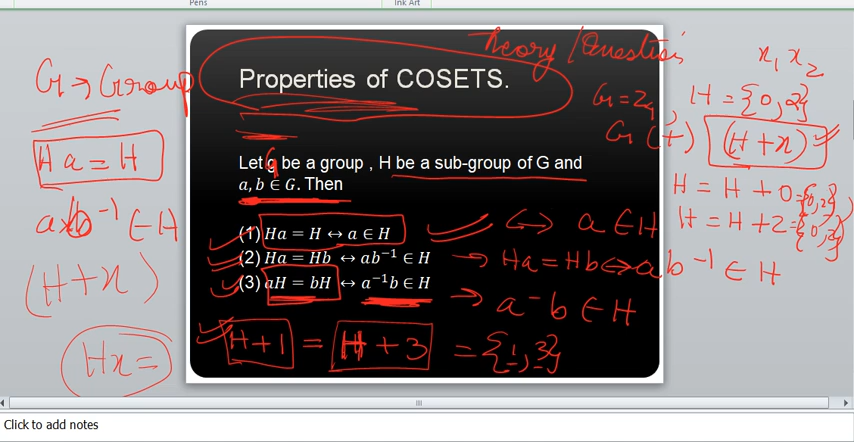 Pens
Ink Art
Theory / Questions
Properties of COSETS.
G → Group
Ha = H
ab⁻¹ ∈ H
(H+x)
Hx =
x₁ x₂
G = Z₄, H = {0, 2}
G (+) (H+x)
H = H + 0 = {0, 2}
H = H + 2 = {0, 2}
Let G be a group , H be a sub-group of G and
a, b ∈ G. Then
(1) Ha = H ↔ a ∈ H
⟺ a ∈ H
(2) Ha = Hb ↔ ab⁻¹ ∈ H
→ Ha = Hb ⟺ ab⁻¹ ∈ H
(3) aH = bH ↔ a⁻¹b ∈ H
→ a⁻b ∈ H
H+1 = H + 3 = {1, 3}
Click to add notes